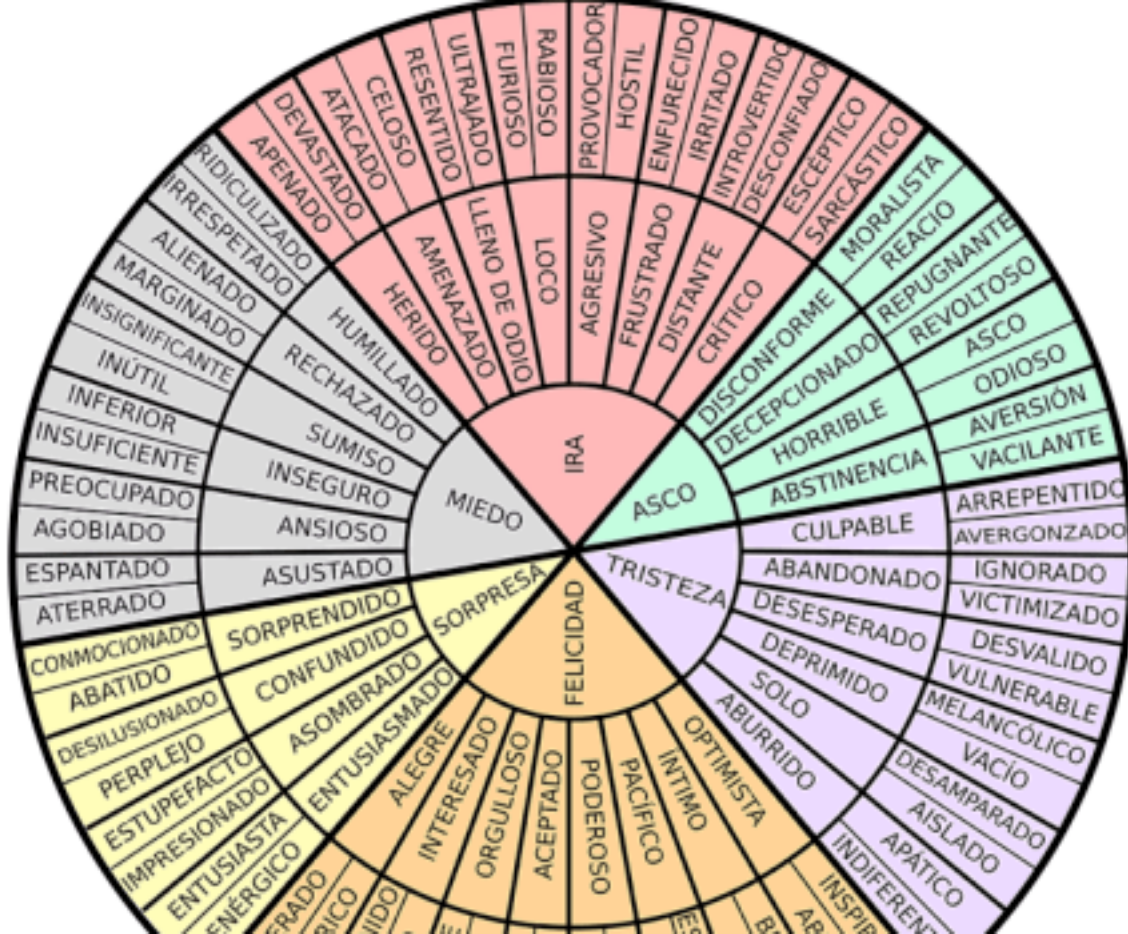 IRA
HERIDO
AMENAZADO
LLENO DE ODIO
LOCO
AGRESIVO
FRUSTRADO
DISTANTE
CRÍTICO
APENADO
DEVASTADO
ATACADO
CELOSO
RESENTIDO
ULTRAJADO
FURIOSO
RABIOSO
PROVOCADOR
HOSTIL
ENFURECIDO
IRRITADO
INTROVERTIDO
DESCONFIADO
ESCÉPTICO
SARCÁSTICO
ASCO
DISCONFORME
DECEPCIONADO
HORRIBLE
ABSTINENCIA
MORALISTA
REACIO
REPUGNANTE
REVOLTOSO
ASCO
ODIOSO
AVERSIÓN
VACILANTE
TRISTEZA
CULPABLE
ABANDONADO
DESESPERADO
DEPRIMIDO
SOLO
ABURRIDO
ARREPENTIDO
AVERGONZADO
IGNORADO
VICTIMIZADO
DESVALIDO
VULNERABLE
MELANCÓLICO
VACÍO
DESAMPARADO
AISLADO
APÁTICO
FELICIDAD
OPTIMISTA
ÍNTIMO
PACÍFICO
PODEROSO
ACEPTADO
ORGULLOSO
INTERESADO
ALEGRE
SORPRESA
ENTUSIASMADO
ASOMBRADO
CONFUNDIDO
SORPRENDIDO
ENÉRGICO
ENTUSIASTA
IMPRESIONADO
ESTUPEFACTO
PERPLEJO
DESILUSIONADO
ABATIDO
CONMOCIONADO
MIEDO
ASUSTADO
ANSIOSO
INSEGURO
SUMISO
RECHAZADO
HUMILLADO
ATERRADO
ESPANTADO
AGOBIADO
PREOCUPADO
INSUFICIENTE
INFERIOR
INÚTIL
INSIGNIFICANTE
MARGINADO
ALIENADO
IRRESPETADO
RIDICULIZADO